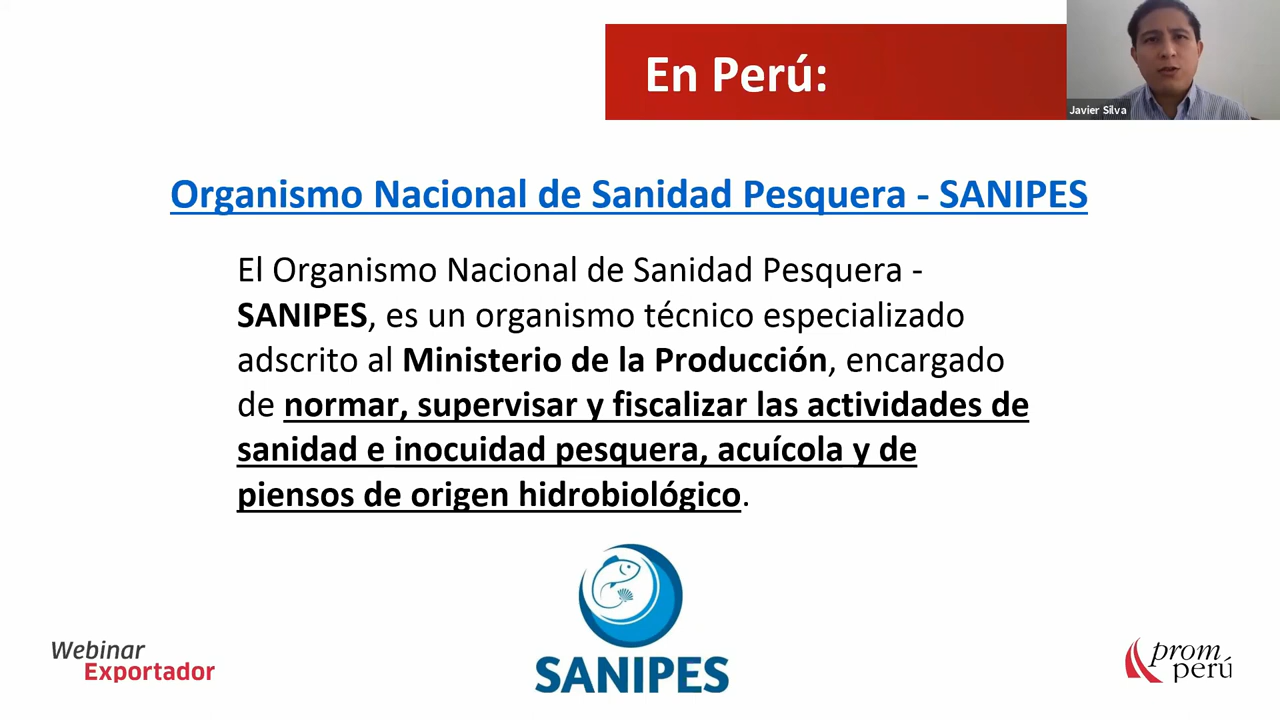 En Perú:
Javier Silva
Organismo Nacional de Sanidad Pesquera - SANIPES
El Organismo Nacional de Sanidad Pesquera -
SANIPES, es un organismo técnico especializado
adscrito al Ministerio de la Producción, encargado
de normar, supervisar y fiscalizar las actividades de
sanidad e inocuidad pesquera, acuícola y de
piensos de origen hidrobiológico.
SANIPES
Webinar
Exportador
prom
perú